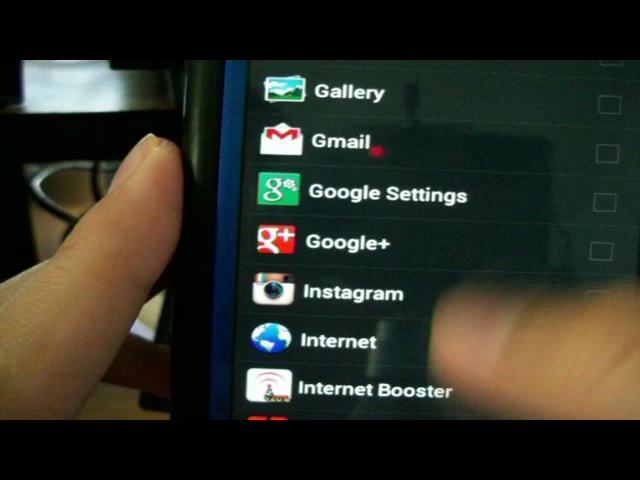 Gallery
Gmail
Google Settings
g+
Google+
Instagram
Internet
Internet Booster